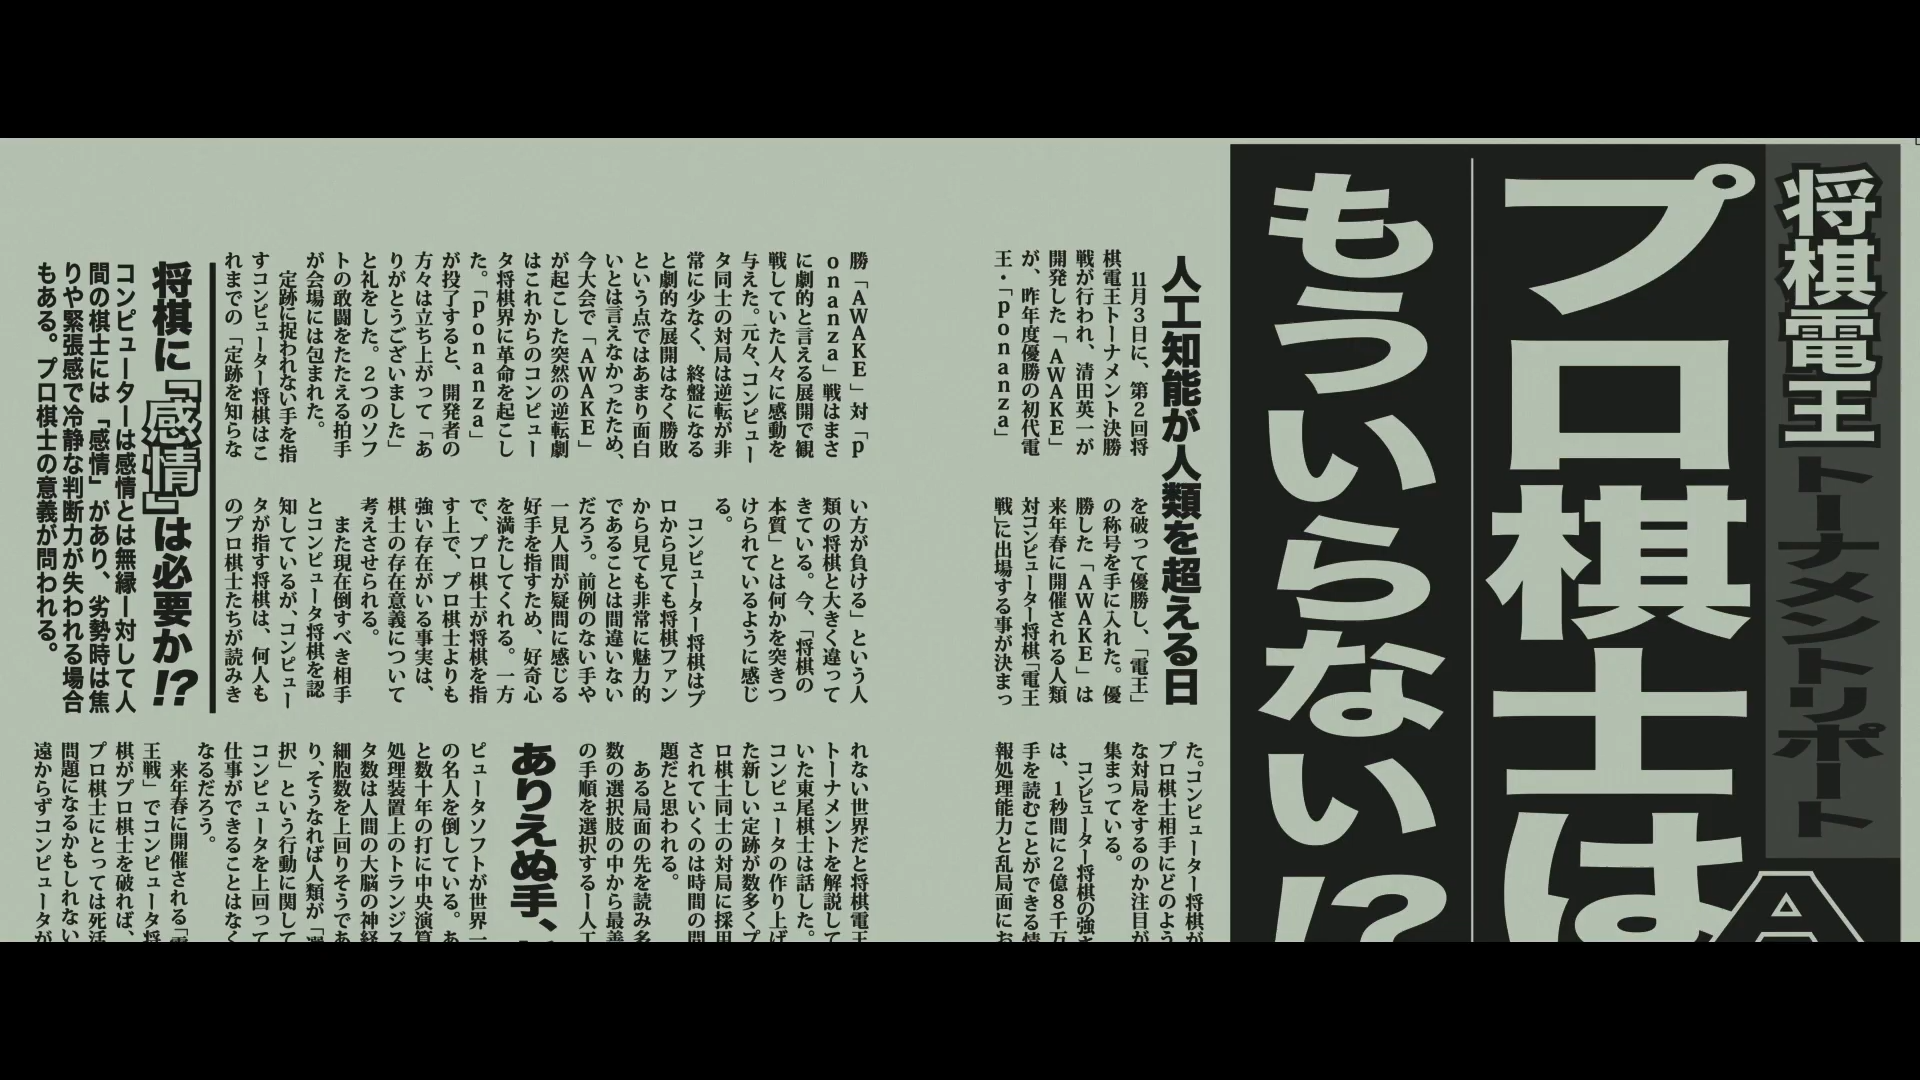 将棋電王トーナメントリポート
プロ棋士は
もういらない!?
A
人工知能が人類を超える日
11月3日に、第2回将
棋電王トーナメント決勝
戦が行われ、清田英一が
開発した「AWAKE」
が、昨年度優勝の初代電
王・「ponanza」
を破って優勝し、「電王」
の称号を手に入れた。優
勝した「AWAKE」は
来年春に開催される人類
対コンピューター将棋「電王
戦」に出場する事が決まっ
た。コンピューター将棋が
プロ棋士相手にどのよう
な対局をするのか注目が
集まっている。
コンピューター将棋の強さ
は、1秒間に2億8千万
手を読むことができる情
報処理能力と乱局面にお
勝「AWAKE」対「p
onanza」戦はまさ
に劇的と言える展開で観
戦していた人々に感動を
与えた。元々、コンピュー
タ同士の対局は逆転が非
常に少なく、終盤になる
と劇的な展開はなく勝敗
という点ではあまり面白
いとは言えなかったため、
今大会で「AWAKE」
が起こした突然の逆転劇
はこれからのコンピュー
タ将棋界に革命を起こし
た。「ponanza」
が投了すると、開発者の
方々は立ち上がって「あ
りがとうございました」
と礼をした。2つのソフ
トの敢闘をたたえる拍手
が会場には包まれた。
定跡に捉われない手を指
すコンピューター将棋はこ
れまでの「定跡を知らな
い方が負ける」という人
類の将棋と大きく違って
きている。今、「将棋の
本質」とは何かを突きつ
けられているように感じ
る。
コンピューター将棋はプ
ロから見ても将棋ファン
から見ても非常に魅力的
であることは間違いない
だろう。前例のない手や
一見人間が疑問に感じる
好手を指すため、好奇心
を満たしてくれる。一方
で、プロ棋士が将棋を指
す上で、プロ棋士よりも
強い存在がいる事実は、
棋士の存在意義について
考えさせられる。
また現在倒すべき相手
とコンピュータ将棋を認
知しているが、コンピュー
タが指す将棋は、何人も
のプロ棋士たちが読みき
れない世界だと将棋電王
トーナメントを解説して
いた東尾棋士は話した。
コンピュータの作り上げ
た新しい定跡が数多くプ
ロ棋士同士の対局に採用
されていくのは時間の問
題だと思われる。
ある局面の先を読み多
数の選択肢の中から最善
の手順を選択する―人工
ありえぬ手、
ピュータソフトが世界一
の名人を倒している。あ
と数十年の打に中央演算
処理装置上のトランジス
タ数は人間の大脳の神経
細胞数を上回りそうであ
り、そうなれば人類が「選
択」という行動に関して
コンピュータを上回って
仕事ができることはなく
なるだろう。
来年春に開催される「電
王戦」でコンピュータ将
棋がプロ棋士を破れば、
プロ棋士にとっては死活
問題になるかもしれない
遠からずコンピュータが
将棋に『感情』は必要か!?
コンピューターは感情とは無縁―対して人
間の棋士には「感情」があり、劣勢時は焦
りや緊張感で冷静な判断力が失われる場合
もある。プロ棋士の意義が問われる。